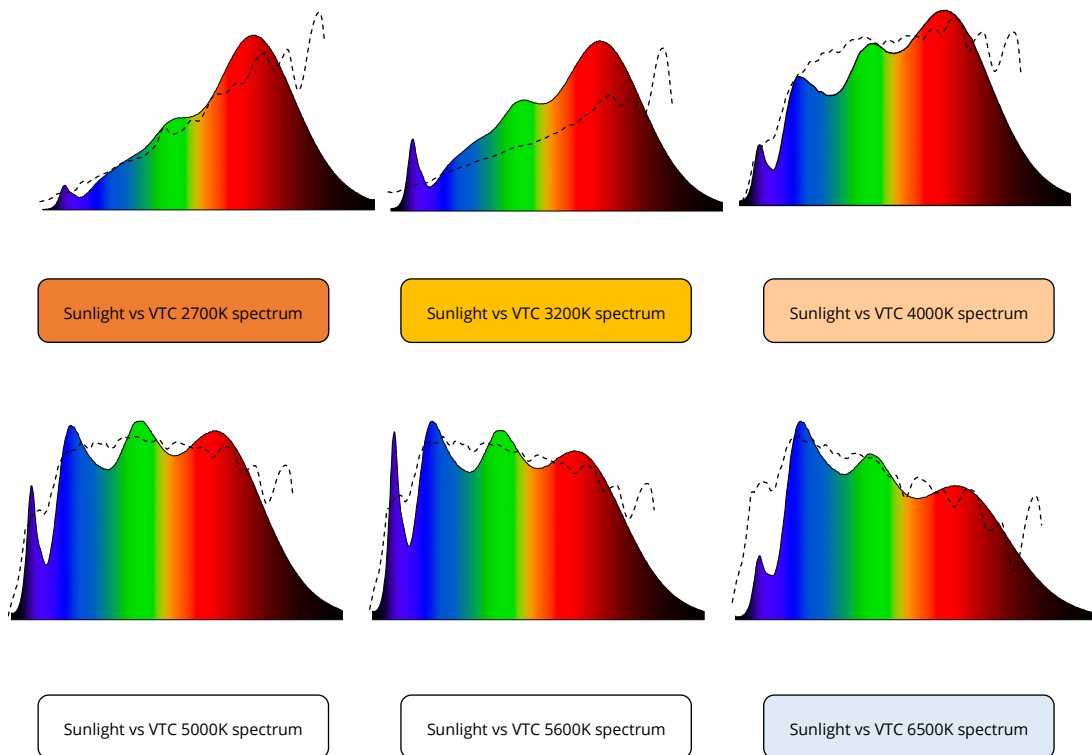 Sunlight vs VTC 2700K spectrum
Sunlight vs VTC 3200K spectrum
Sunlight vs VTC 4000K spectrum
Sunlight vs VTC 5000K spectrum
Sunlight vs VTC 5600K spectrum
Sunlight vs VTC 6500K spectrum